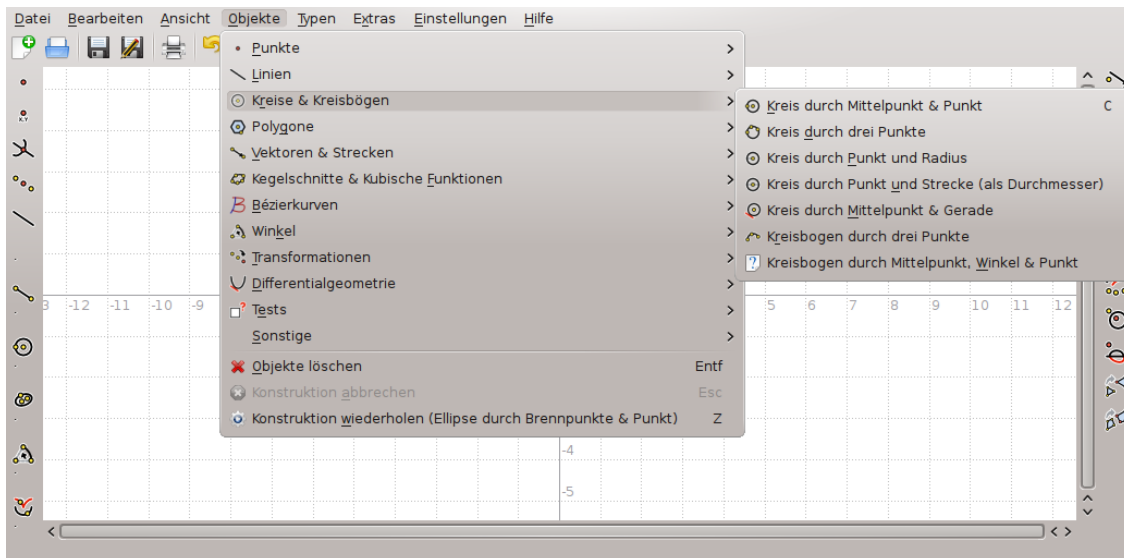 Datei Bearbeiten Ansicht Objekte Typen Extras Einstellungen Hilfe
Punkte
Linien
Kreise & Kreisbögen
Polygone
Vektoren & Strecken
Kegelschnitte & Kubische Funktionen
Bézierkurven
Winkel
Transformationen
Differentialgeometrie
Tests
Sonstige
Objekte löschen Entf
Konstruktion abbrechen Esc
Konstruktion wiederholen (Ellipse durch Brennpunkte & Punkt) Z
Kreis durch Mittelpunkt & Punkt C
Kreis durch drei Punkte
Kreis durch Punkt und Radius
Kreis durch Punkt und Strecke (als Durchmesser)
Kreis durch Mittelpunkt & Gerade
Kreisbogen durch drei Punkte
Kreisbogen durch Mittelpunkt, Winkel & Punkt
3 -12 -11 -10 -9 5 6 7 8 9 10 11 12
-4
-5